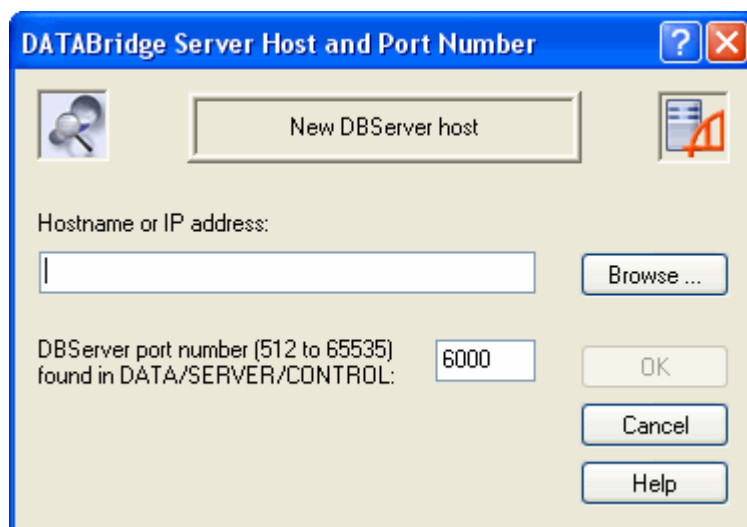 DATABridge Server Host and Port Number
New DBServer host
Hostname or IP address:
Browse ...
DBServer port number (512 to 65535)
found in DATA/SERVER/CONTROL:
6000
OK
Cancel
Help